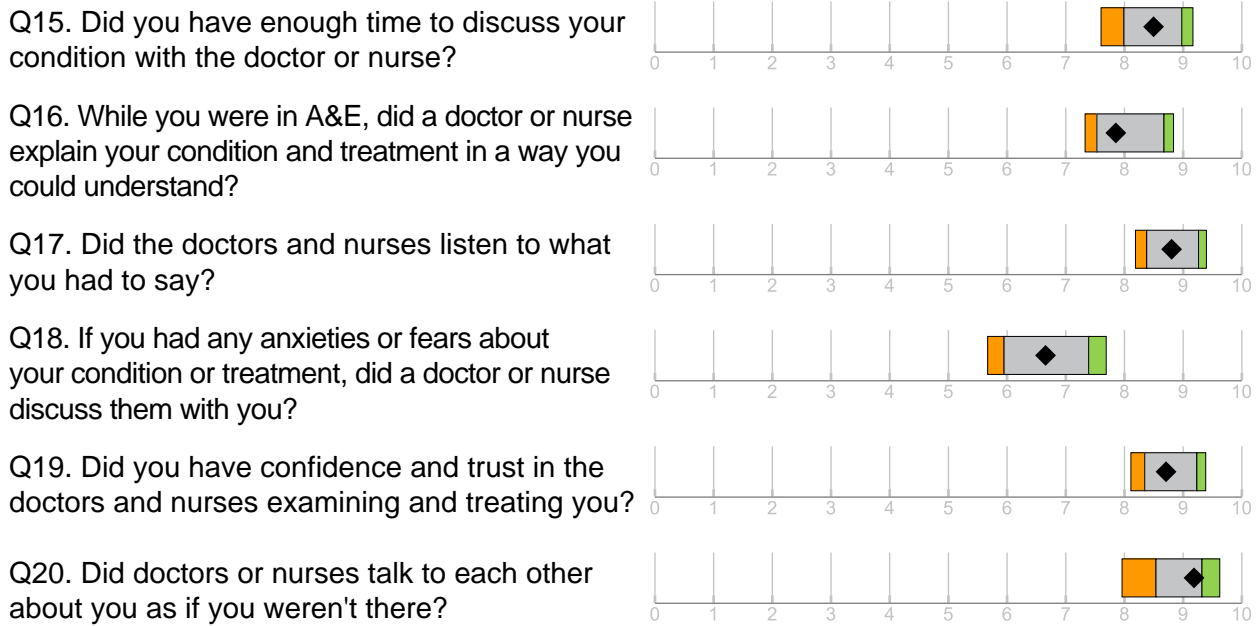 Q15. Did you have enough time to discuss your
condition with the doctor or nurse?
0 1 2 3 4 5 6 7 8 9 10
Q16. While you were in A&E, did a doctor or nurse
explain your condition and treatment in a way you
could understand?
0 1 2 3 4 5 6 7 8 9 10
Q17. Did the doctors and nurses listen to what
you had to say?
0 1 2 3 4 5 6 7 8 9 10
Q18. If you had any anxieties or fears about
your condition or treatment, did a doctor or nurse
discuss them with you?
0 1 2 3 4 5 6 7 8 9 10
Q19. Did you have confidence and trust in the
doctors and nurses examining and treating you?
0 1 2 3 4 5 6 7 8 9 10
Q20. Did doctors or nurses talk to each other
about you as if you weren't there?
0 1 2 3 4 5 6 7 8 9 10